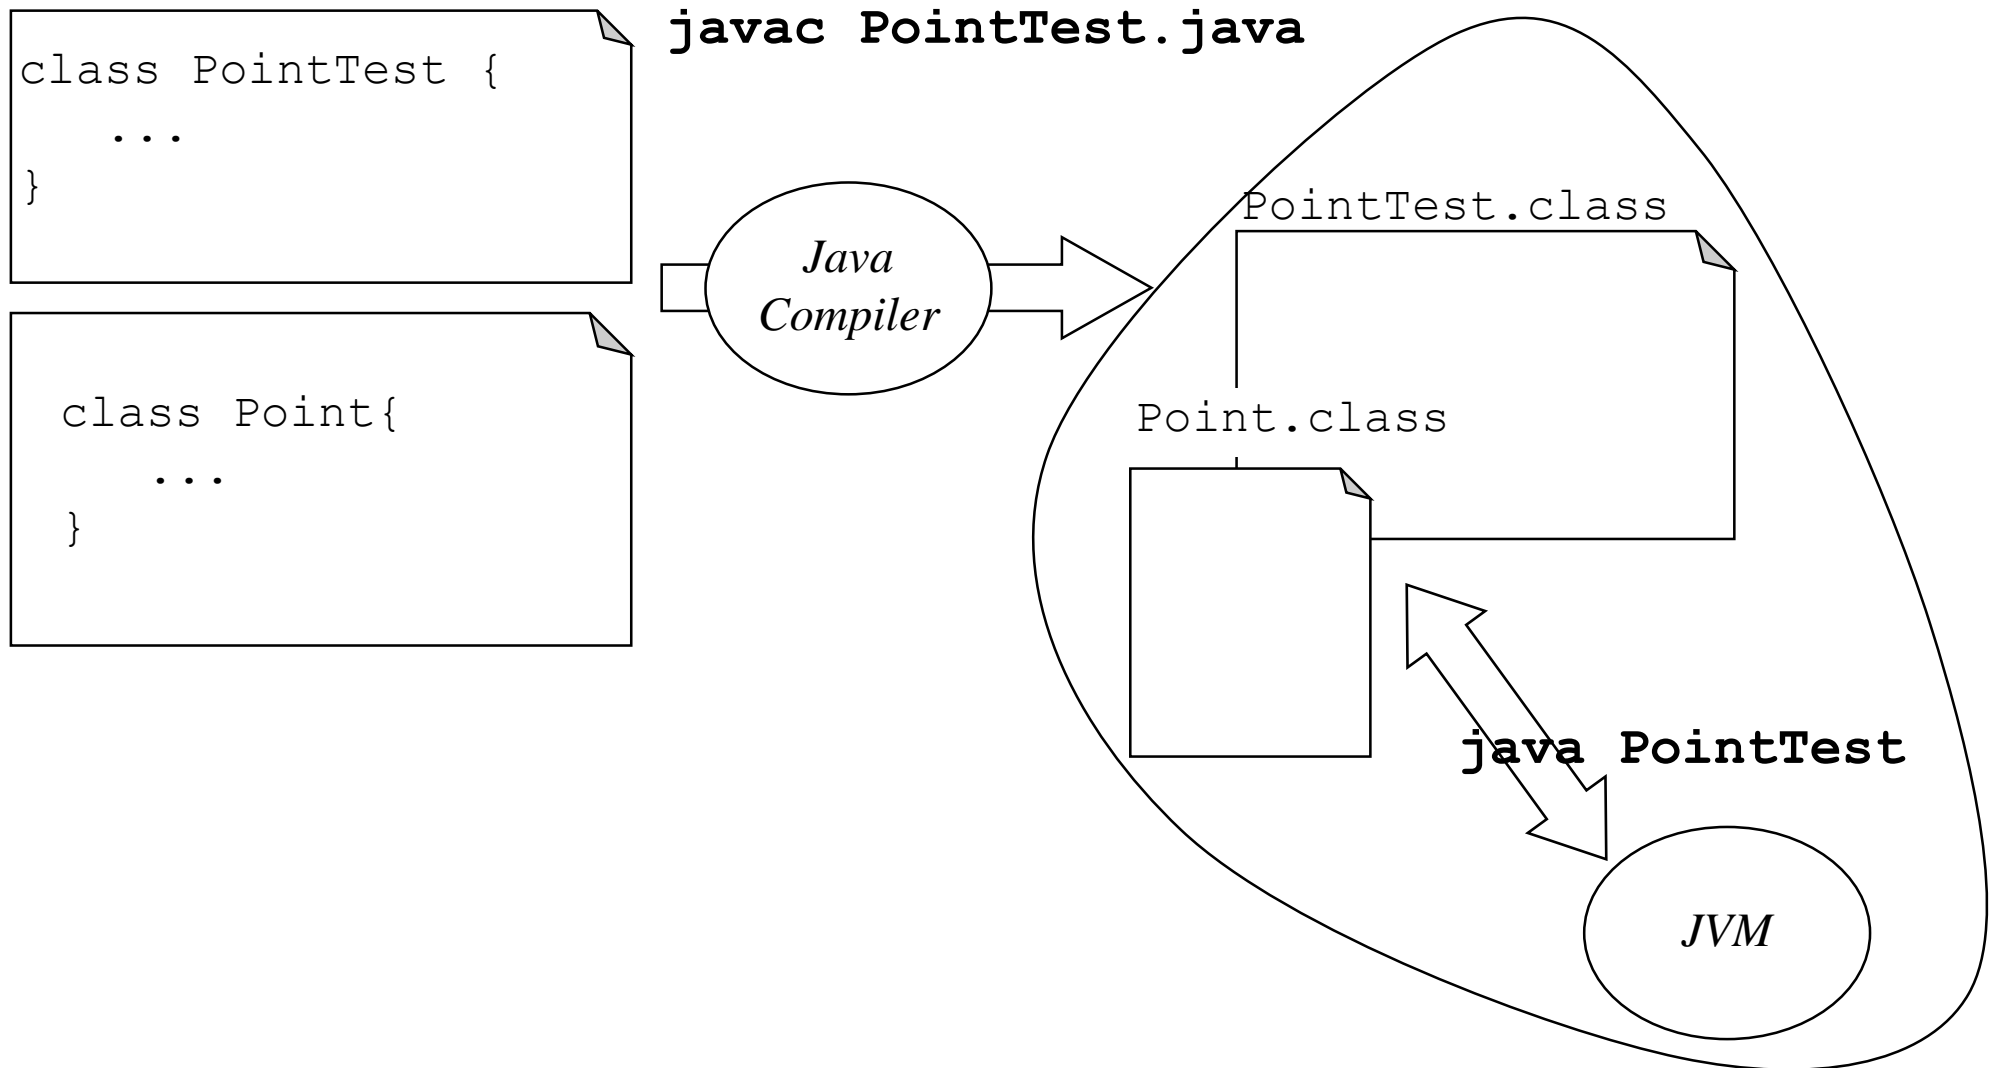 javac PointTest.java
class PointTest {
...
}
Java
Compiler
PointTest.class
class Point{
...
}
Point.class
java PointTest
JVM